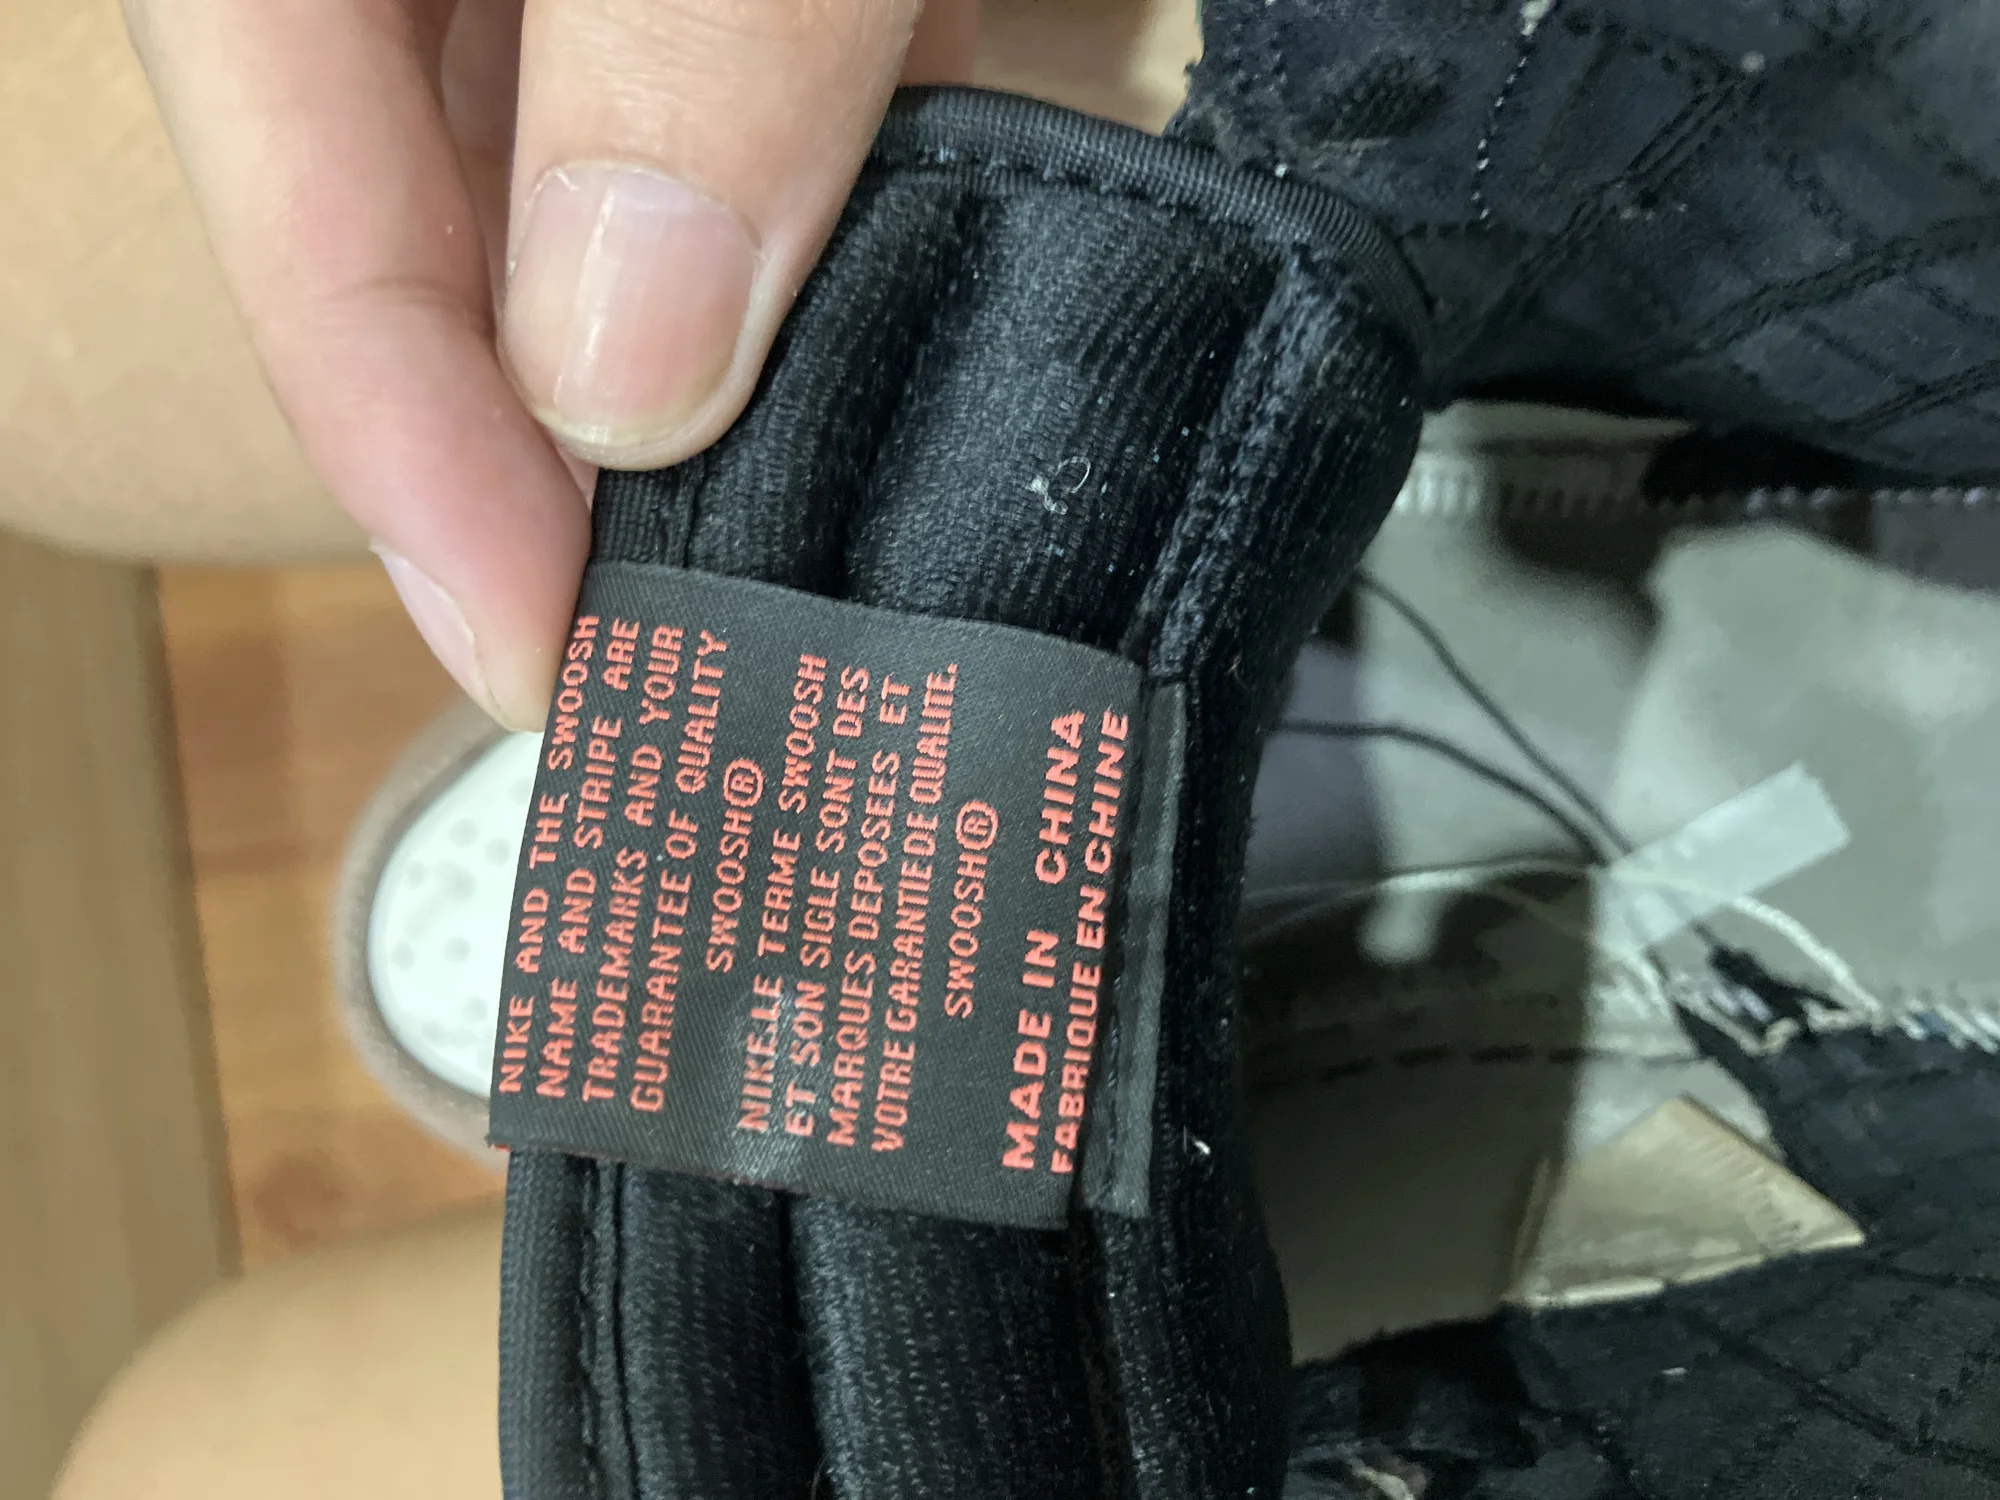 NIKE AND THE SWOOSH
NAME AND STRIPE ARE
TRADEMARKS AND YOUR
GUARANTEE OF QUALITY
SWOOSH®
NIKE.LE TERME SWOOSH
ET SON SIGLE SONT DES
MARQUES DEPOSEES ET
VOTRE GARANTIE DE QUALITE.
SWOOSH®
MADE IN CHINA
FABRIQUE EN CHINE